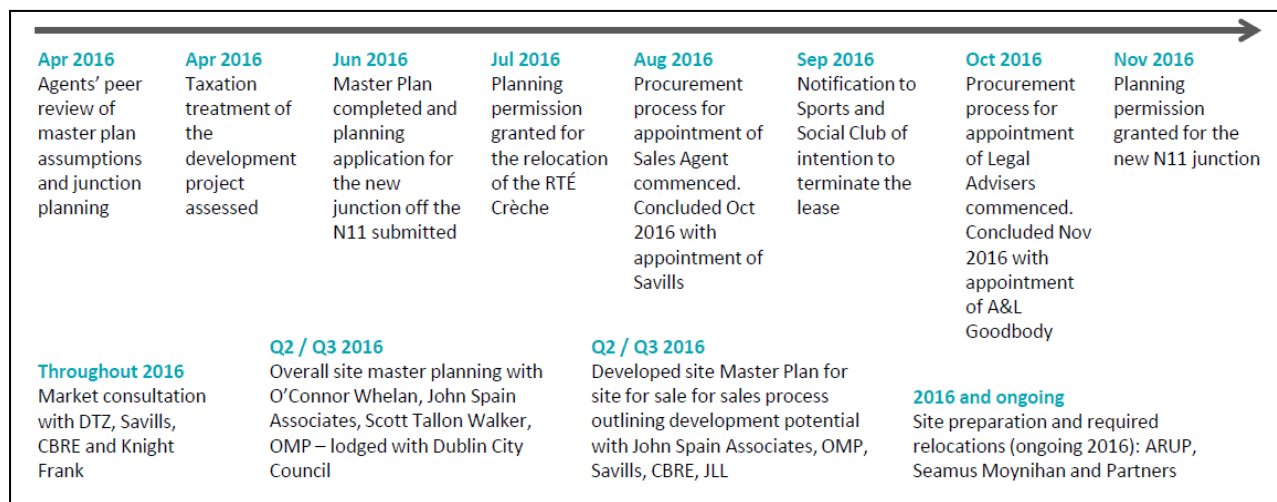 Apr 2016
Agents' peer
review of
master plan
assumptions
and junction
planning
Apr 2016
Taxation
treatment of
the
development
project
assessed
Jun 2016
Master Plan
completed and
planning
application for
the new
junction off the
N11 submitted
Jul 2016
Planning
permission
granted for
the relocation
of the RTÉ
Crèche
Aug 2016
Procurement
process for
appointment of
Sales Agent
commenced.
Concluded Oct
2016 with
appointment of
Savills
Sep 2016
Notification to
Sports and
Social Club of
intention to
terminate the
lease
Oct 2016
Procurement
process for
appointment
of Legal
Advisers
commenced.
Concluded Nov
2016 with
appointment
of A&L
Goodbody
Nov 2016
Planning
permission
granted for the
new N11 junction
Throughout 2016
Market consultation
with DTZ, Savills,
CBRE and Knight
Frank
Q2 / Q3 2016
Overall site master planning with
O'Connor Whelan, John Spain
Associates, Scott Tallon Walker,
OMP – lodged with Dublin City
Council
Q2 / Q3 2016
Developed site Master Plan for
site for sale for sales process
outlining development potential
with John Spain Associates, OMP,
Savills, CBRE, JLL
2016 and ongoing
Site preparation and required
relocations (ongoing 2016): ARUP,
Seamus Moynihan and Partners